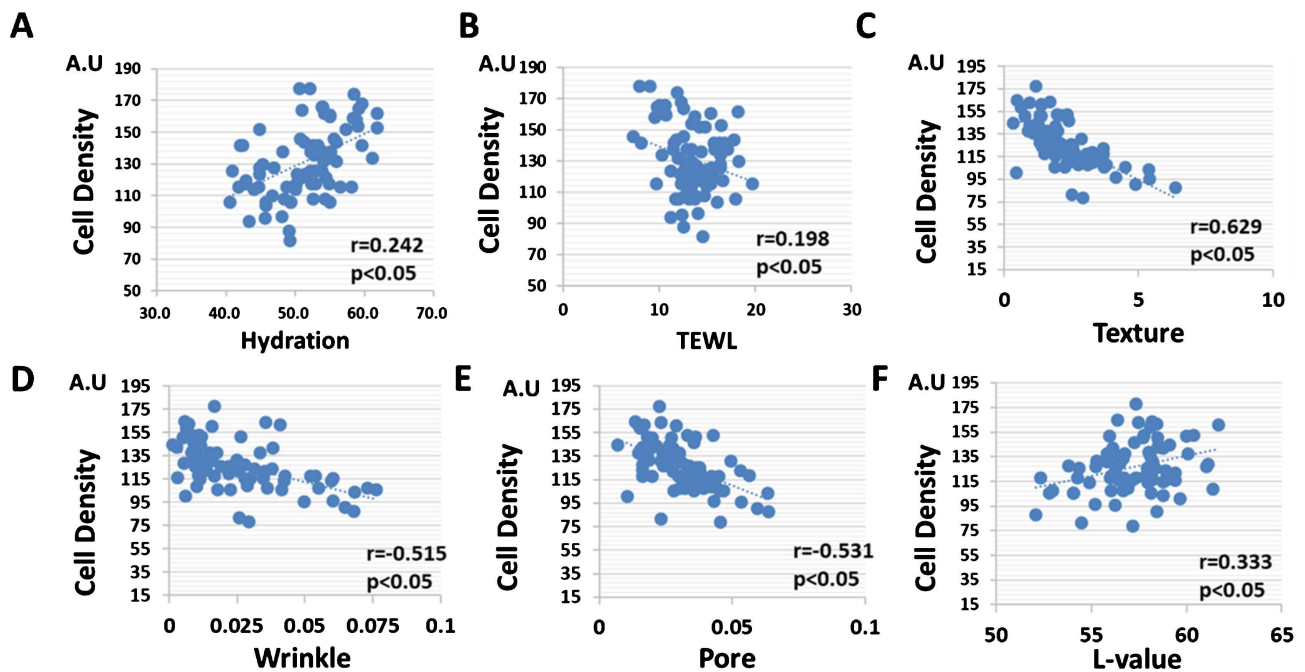 A
A.U
190
170
150
130
110
90
70
50
Cell Density
r=0.242
p<0.05
30.0
40.0
50.0
60.0
70.0
Hydration
B
A.U
190
170
150
130
110
90
70
50
Cell Density
r=0.198
p<0.05
0
10
20
30
TEWL
C
A.U
195
175
155
135
115
95
75
55
35
15
Cell Density
r=0.629
p<0.05
0
5
10
Texture
D
A.U
195
175
155
135
115
95
75
55
35
15
Cell Density
r=-0.515
p<0.05
0
0.025
0.05
0.075
0.1
Wrinkle
E
A.U
195
175
155
135
115
95
75
55
35
15
Cell Density
r=-0.531
p<0.05
0
0.05
0.1
Pore
F
A.U
195
175
155
135
115
95
75
55
35
15
Cell Density
r=0.333
p<0.05
50
55
60
65
L-value